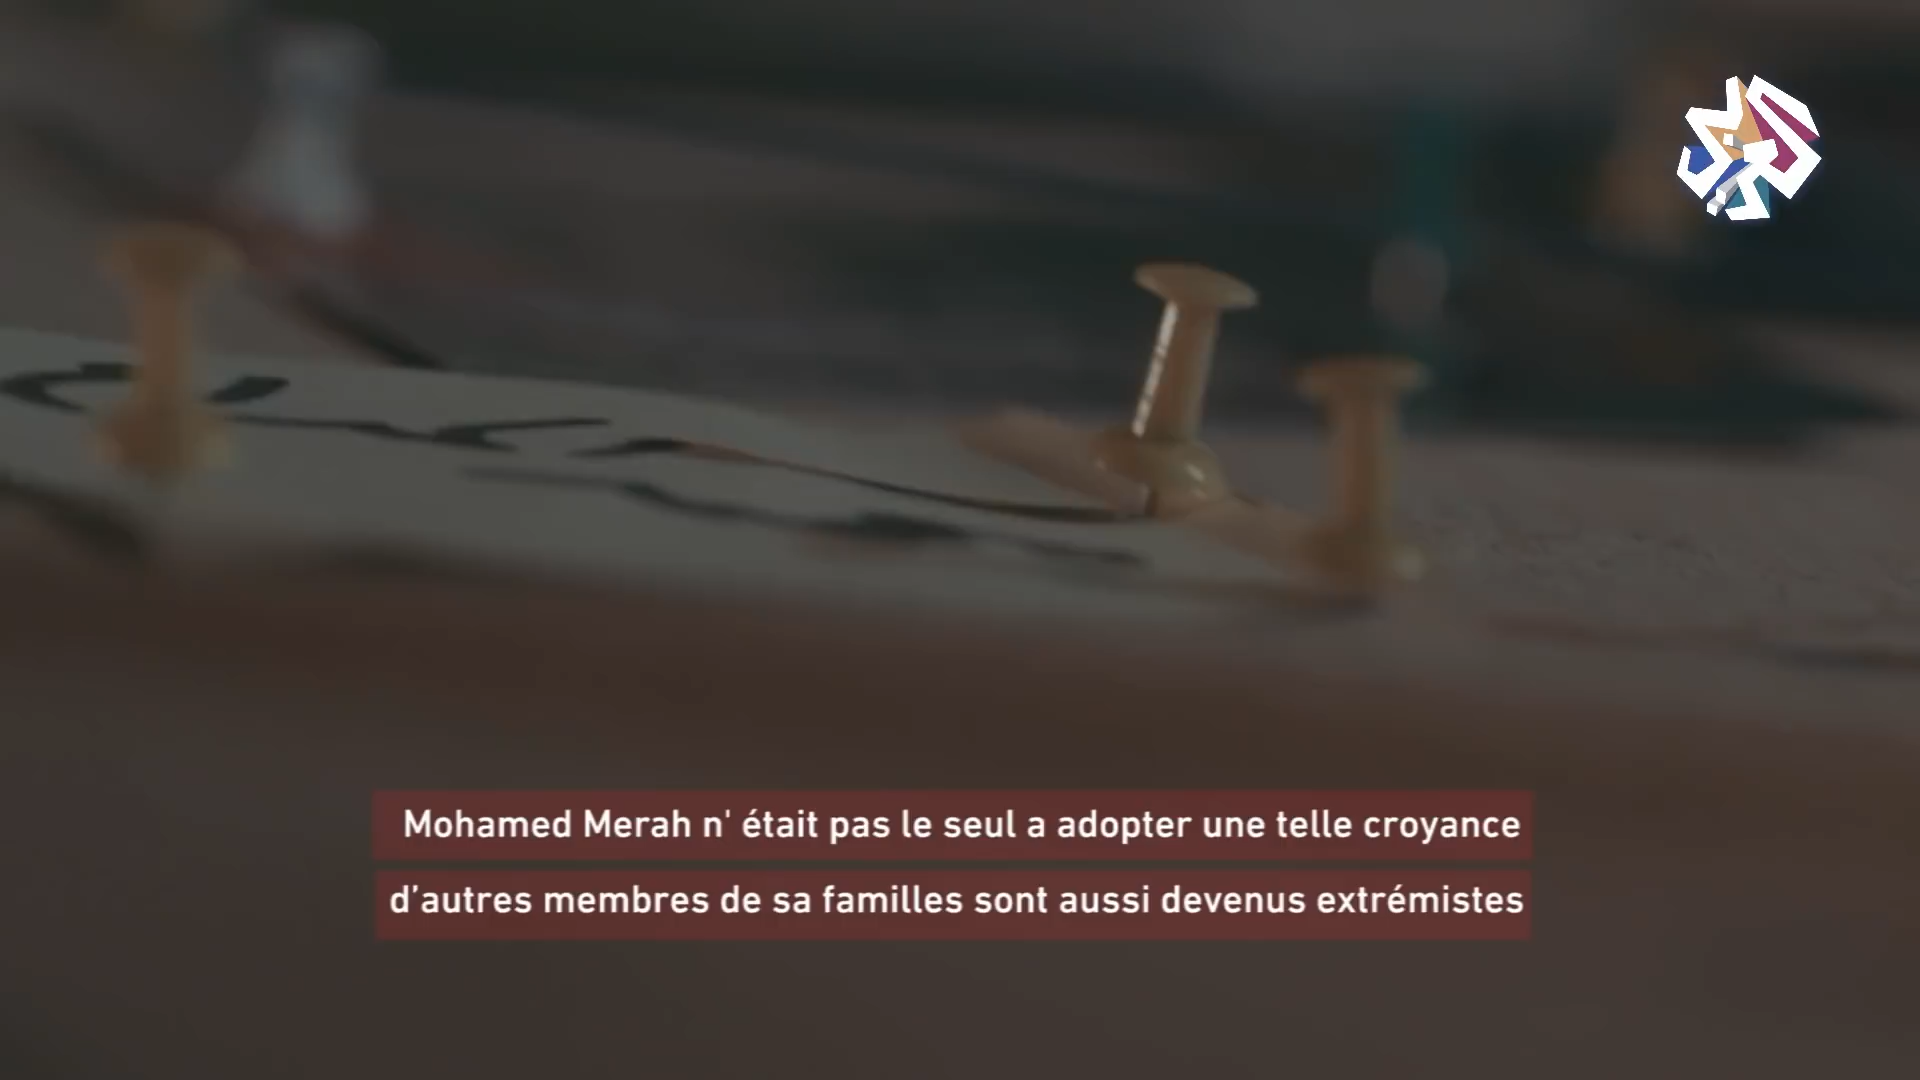 Mohamed Merah n' était pas le seul a adopter une telle croyance
d’autres membres de sa familles sont aussi devenus extrémistes